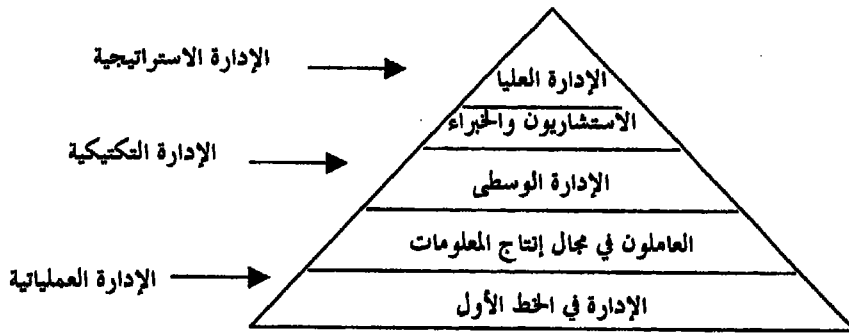 الإدارة العليا
الإدارة الاستراتيجية
الاستشاريون والخبراء
الإدارة التكتيكية
الإدارة الوسطى
العاملون في مجال إنتاج المعلومات
الإدارة العملياتية
الإدارة في الخط الأول